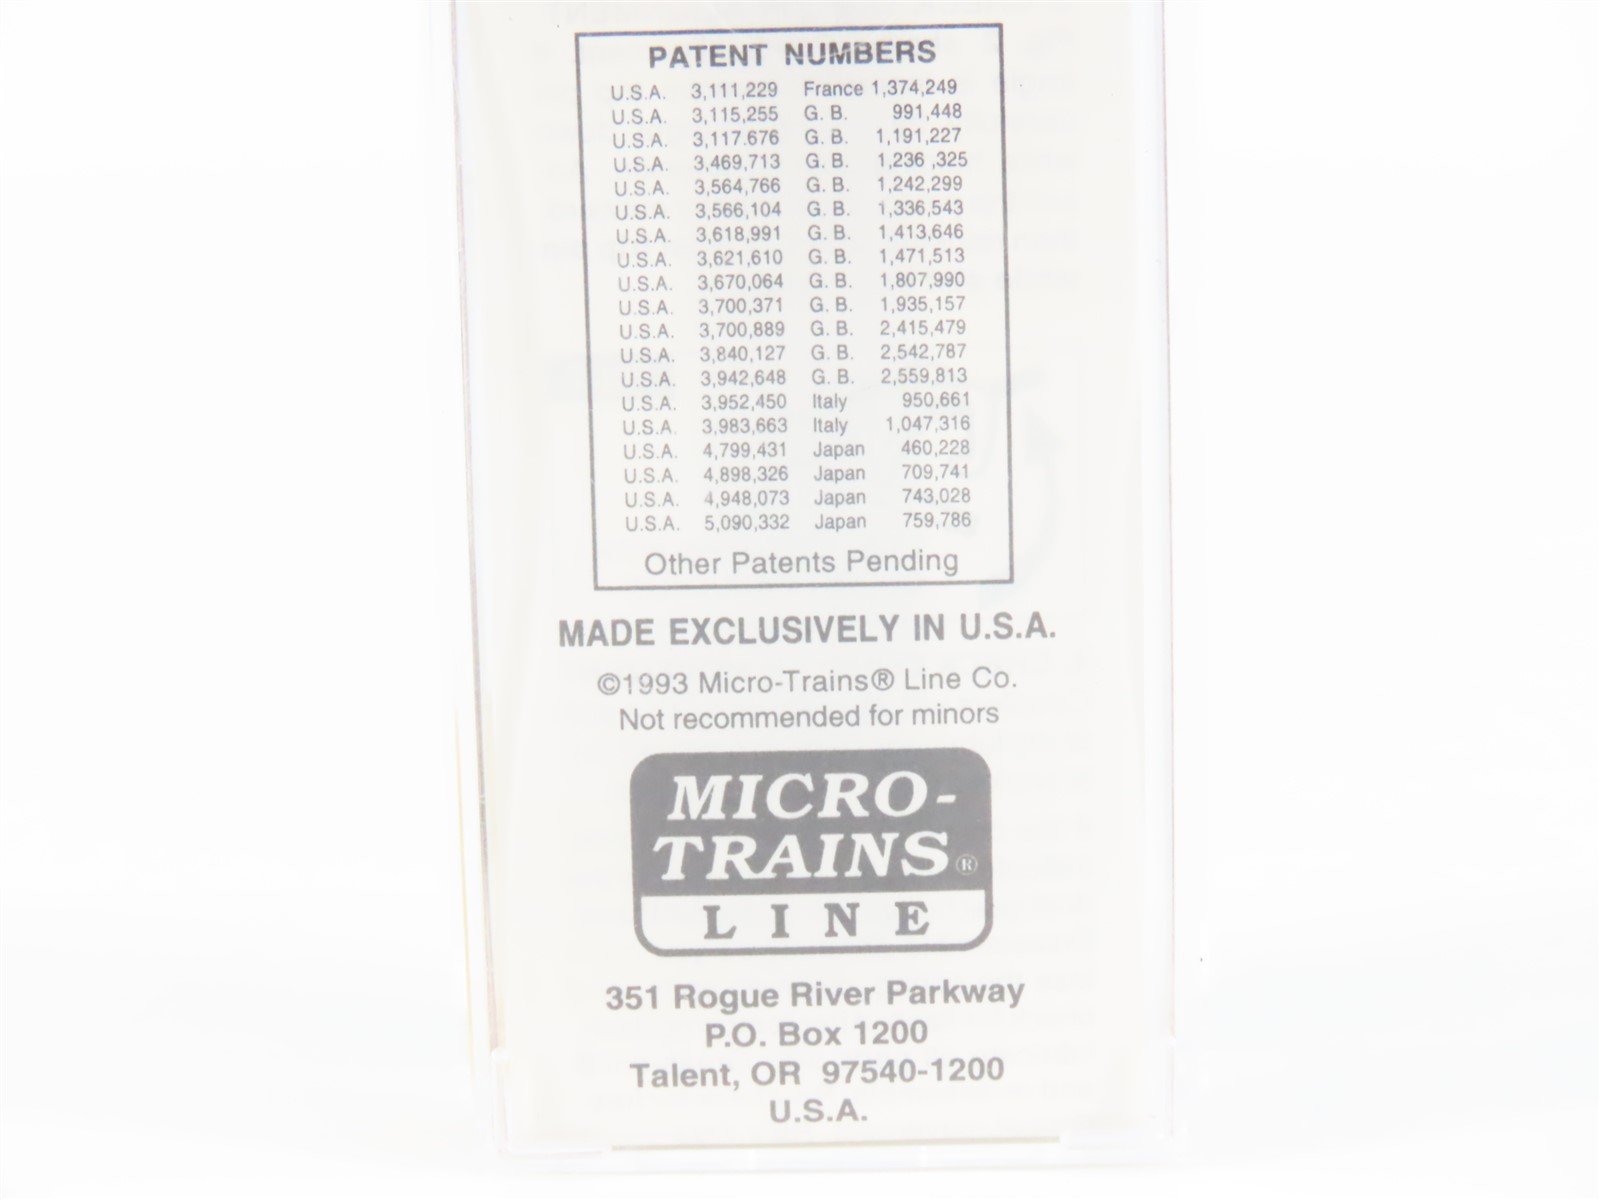 PATENT NUMBERS
U.S.A. 3,111,229 France 1,374,249
U.S.A. 3,115,255 G. B. 991,448
U.S.A. 3,117.676 G. B. 1,191,227
U.S.A. 3,469,713 G. B. 1,236 ,325
U.S.A. 3,564,766 G. B. 1,242,299
U.S.A. 3,566,104 G. B. 1,336,543
U.S.A. 3,618,991 G. B. 1,413,646
U.S.A. 3,621,610 G. B. 1,471,513
U.S.A. 3,670,064 G. B. 1,807,990
U.S.A. 3,700,371 G. B. 1,935,157
U.S.A. 3,700,889 G. B. 2,415,479
U.S.A. 3,840,127 G. B. 2,542,787
U.S.A. 3,942,648 G. B. 2,559,813
U.S.A. 3,952,450 Italy 950,661
U.S.A. 3,983,663 Italy 1,047,316
U.S.A. 4,799,431 Japan 460,228
U.S.A. 4,898,326 Japan 709,741
U.S.A. 4,948,073 Japan 743,028
U.S.A. 5,090,332 Japan 759,786
Other Patents Pending
MADE EXCLUSIVELY IN U.S.A.
©1993 Micro-Trains® Line Co.
Not recommended for minors
MICRO-
TRAINS®
LINE
351 Rogue River Parkway
P.O. Box 1200
Talent, OR 97540-1200
U.S.A.